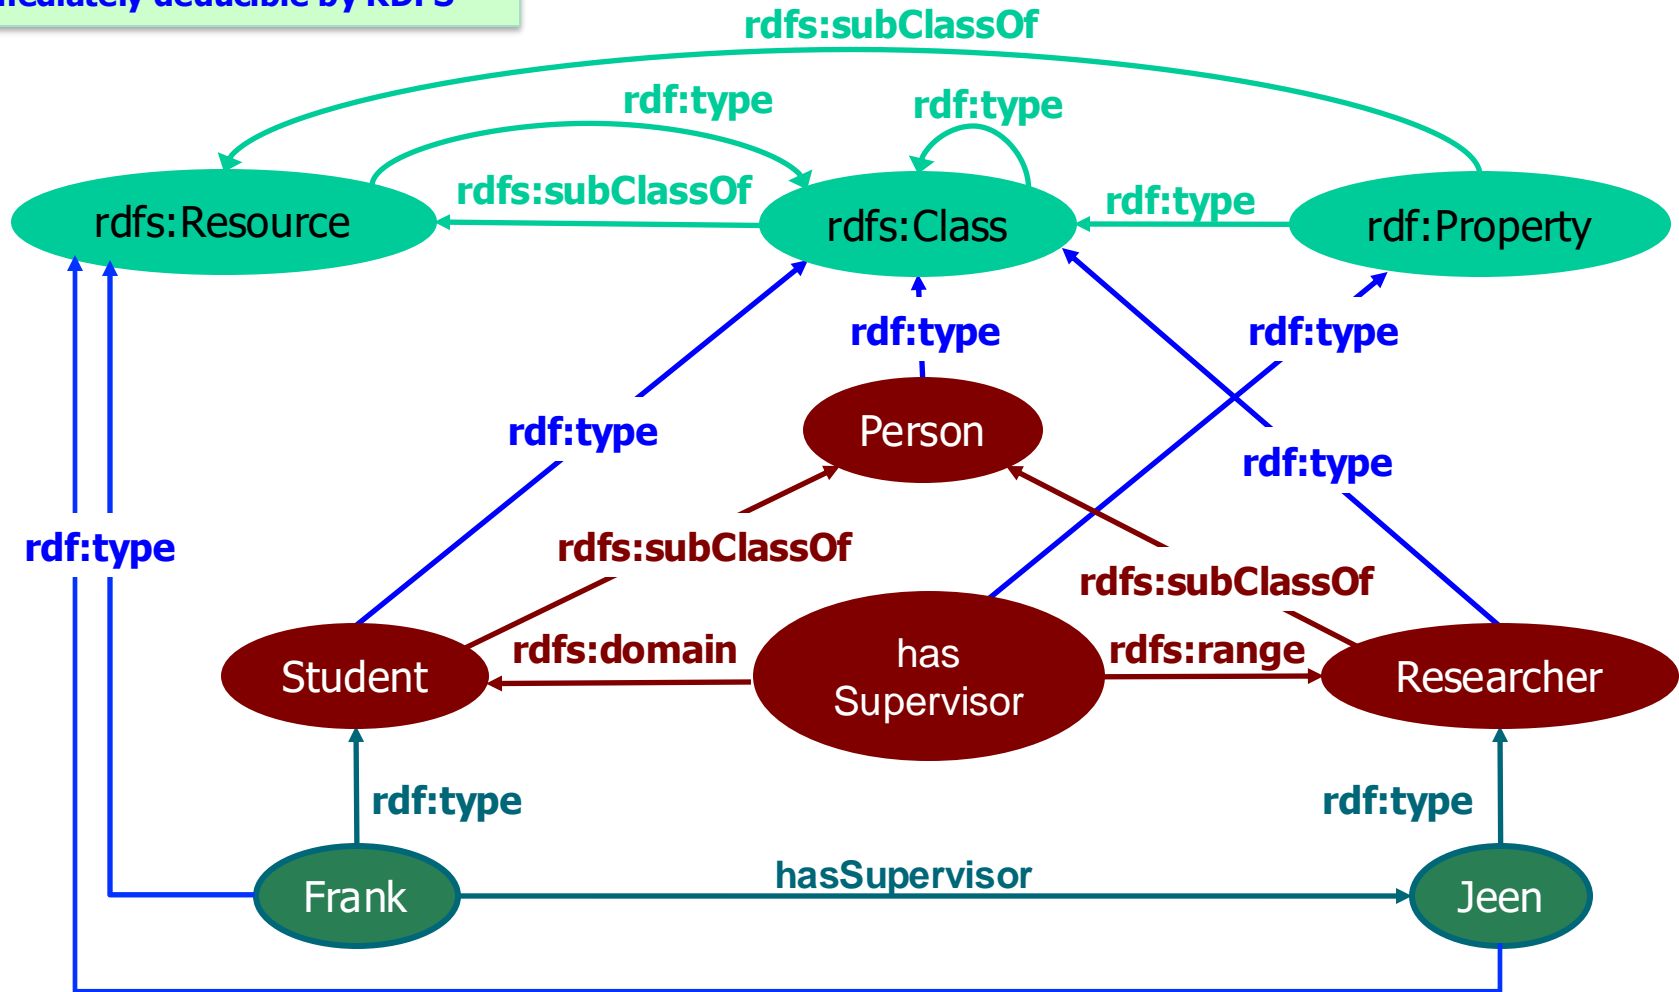 by RDFS
rdfs:subClassOf
rdf:type
rdf:type
rdfs:subClassOf
rdf:type
rdfs:Resource
rdfs:Class
rdf:Property
rdf:type
rdf:type
rdf:type
Person
rdf:type
rdf:type
rdfs:subClassOf
rdfs:subClassOf
rdfs:domain
rdfs:range
Student
has
Supervisor
Researcher
rdf:type
rdf:type
hasSupervisor
Frank
Jeen